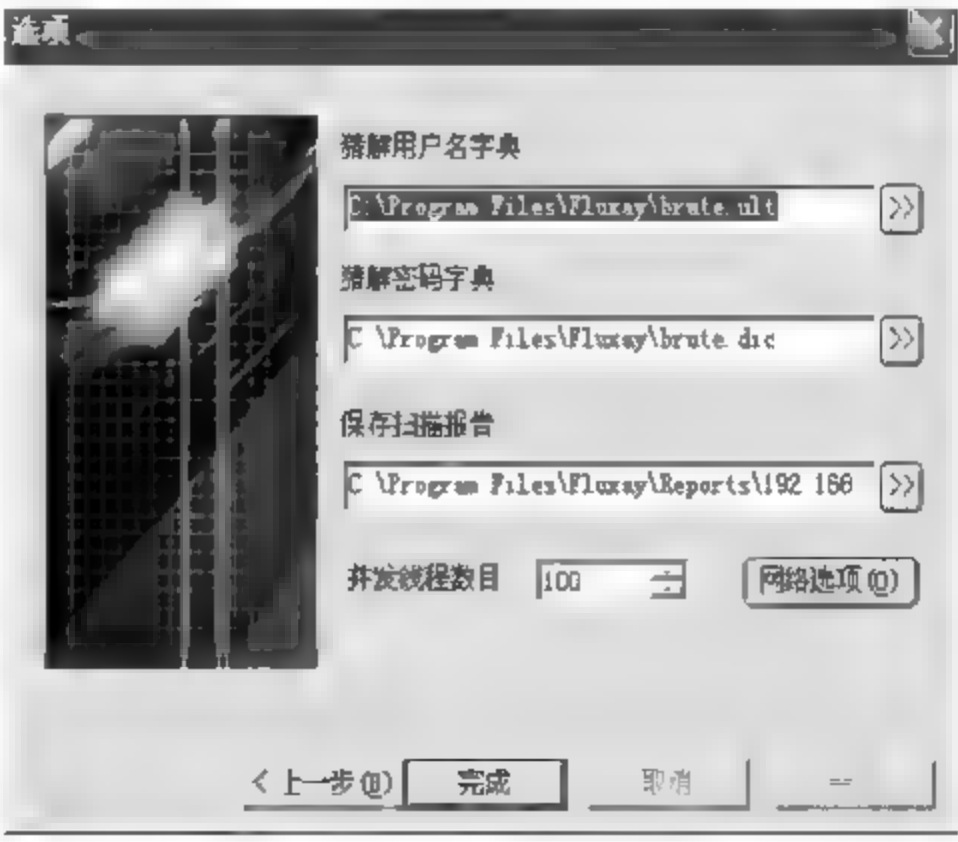 选项
猜解用户名字典
C:\Program Files\Fluxay\brute.ult
>>
猜解密码字典
C \Program Files\Fluxay\brute dic
>>
保存扫描报告
C \Program Files\Fluxay\Reports\192 168
>>
并发线程数目 100 网络选项(O)
< 上一步(B) 完成 取消